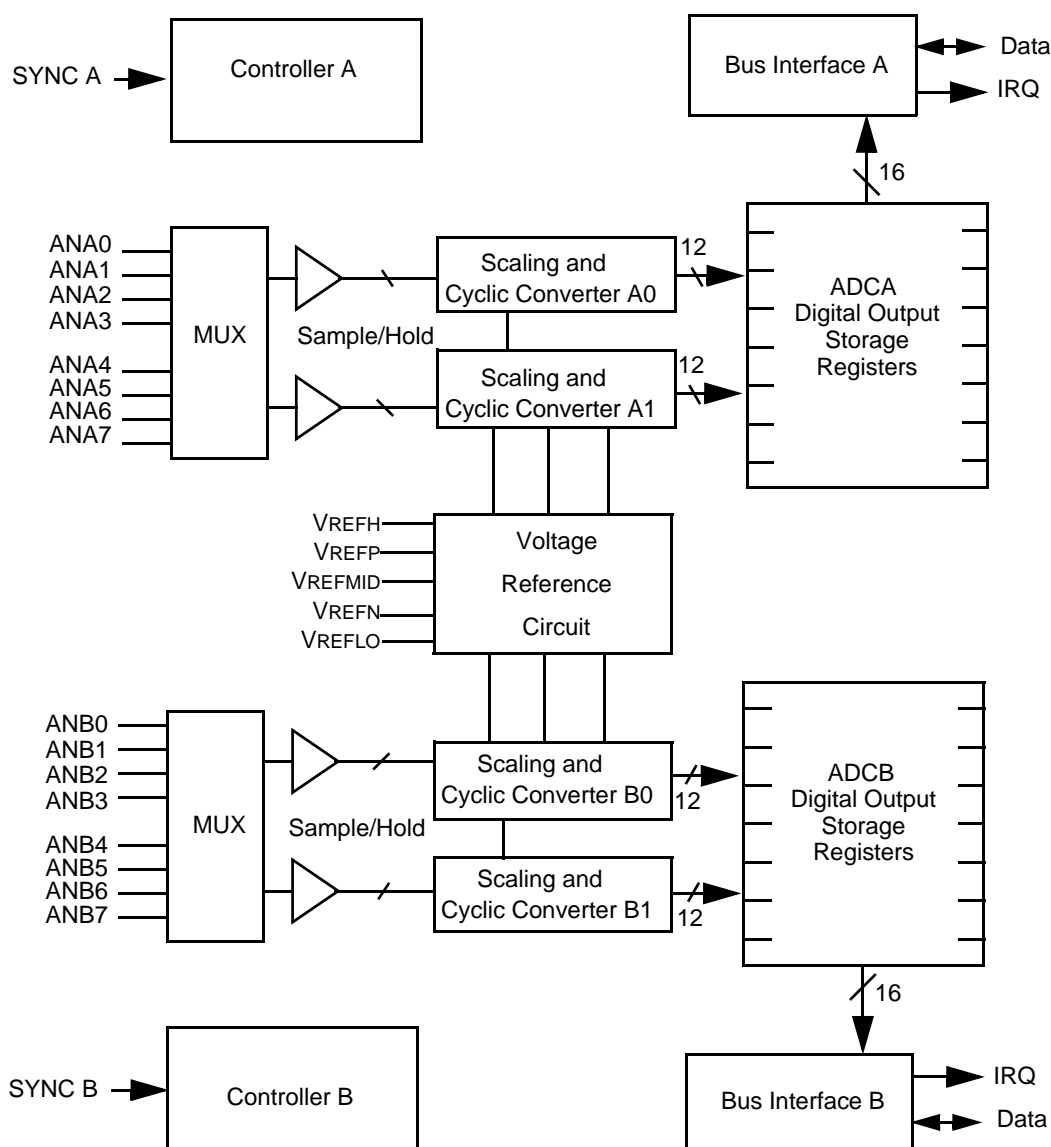 SYNC A
Controller A
Bus Interface A
Data
IRQ
16
ANA0
ANA1
ANA2
ANA3
ANA4
ANA5
ANA6
ANA7
MUX
Sample/Hold
Scaling and
Cyclic Converter A0
12
Scaling and
Cyclic Converter A1
12
ADCA
Digital Output
Storage
Registers
VREFH
VREFP
VREFMID
VREFN
VREFLO
Voltage
Reference
Circuit
ANB0
ANB1
ANB2
ANB3
ANB4
ANB5
ANB6
ANB7
MUX
Sample/Hold
Scaling and
Cyclic Converter B0
12
Scaling and
Cyclic Converter B1
12
ADCB
Digital Output
Storage
Registers
16
SYNC B
Controller B
Bus Interface B
IRQ
Data